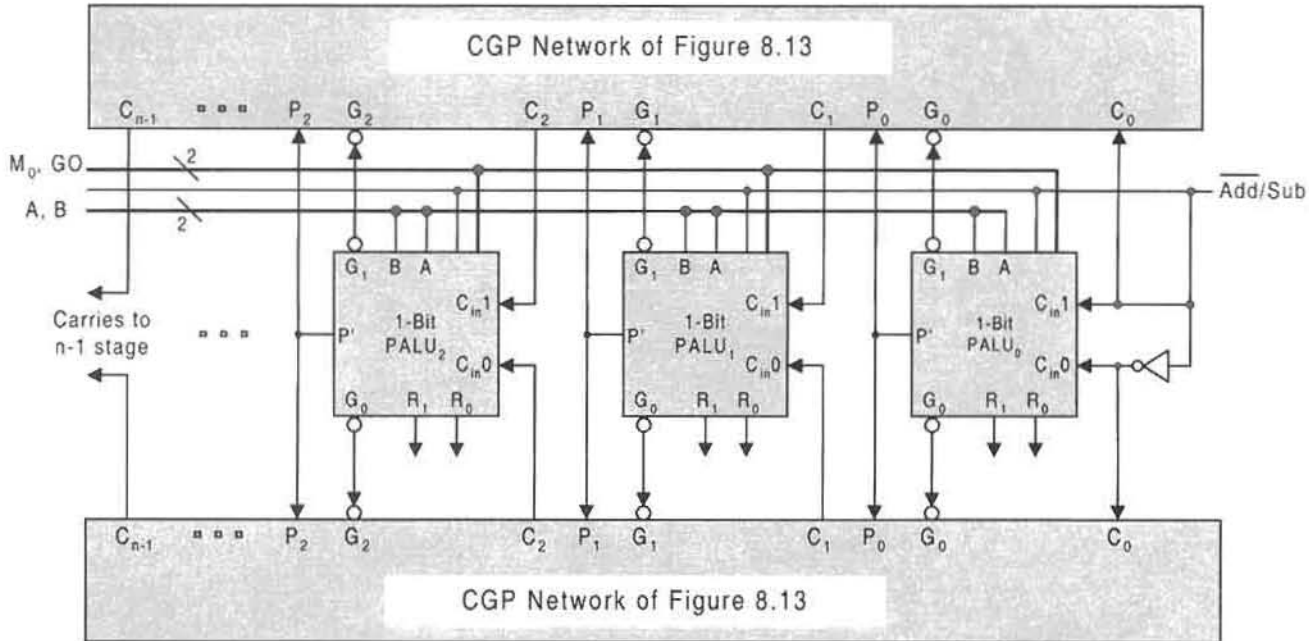 CGP Network of Figure 8.13
Cn-1 P2 G2 C2 P1 G1 C1 P0 G0 C0
M0, GO
2
Add/Sub
A, B
2
G1 B A
G1 B A
G1 B A
Cin1
Cin1
Cin1
Carries to
n-1 stage
P' 1-Bit
PALU2
P' 1-Bit
PALU1
P' 1-Bit
PALU0
Cin0
Cin0
Cin0
G0 R1 R0
G0 R1 R0
G0 R1 R0
Cn-1 P2 G2 C2 P1 G1 C1 P0 G0 C0
CGP Network of Figure 8.13